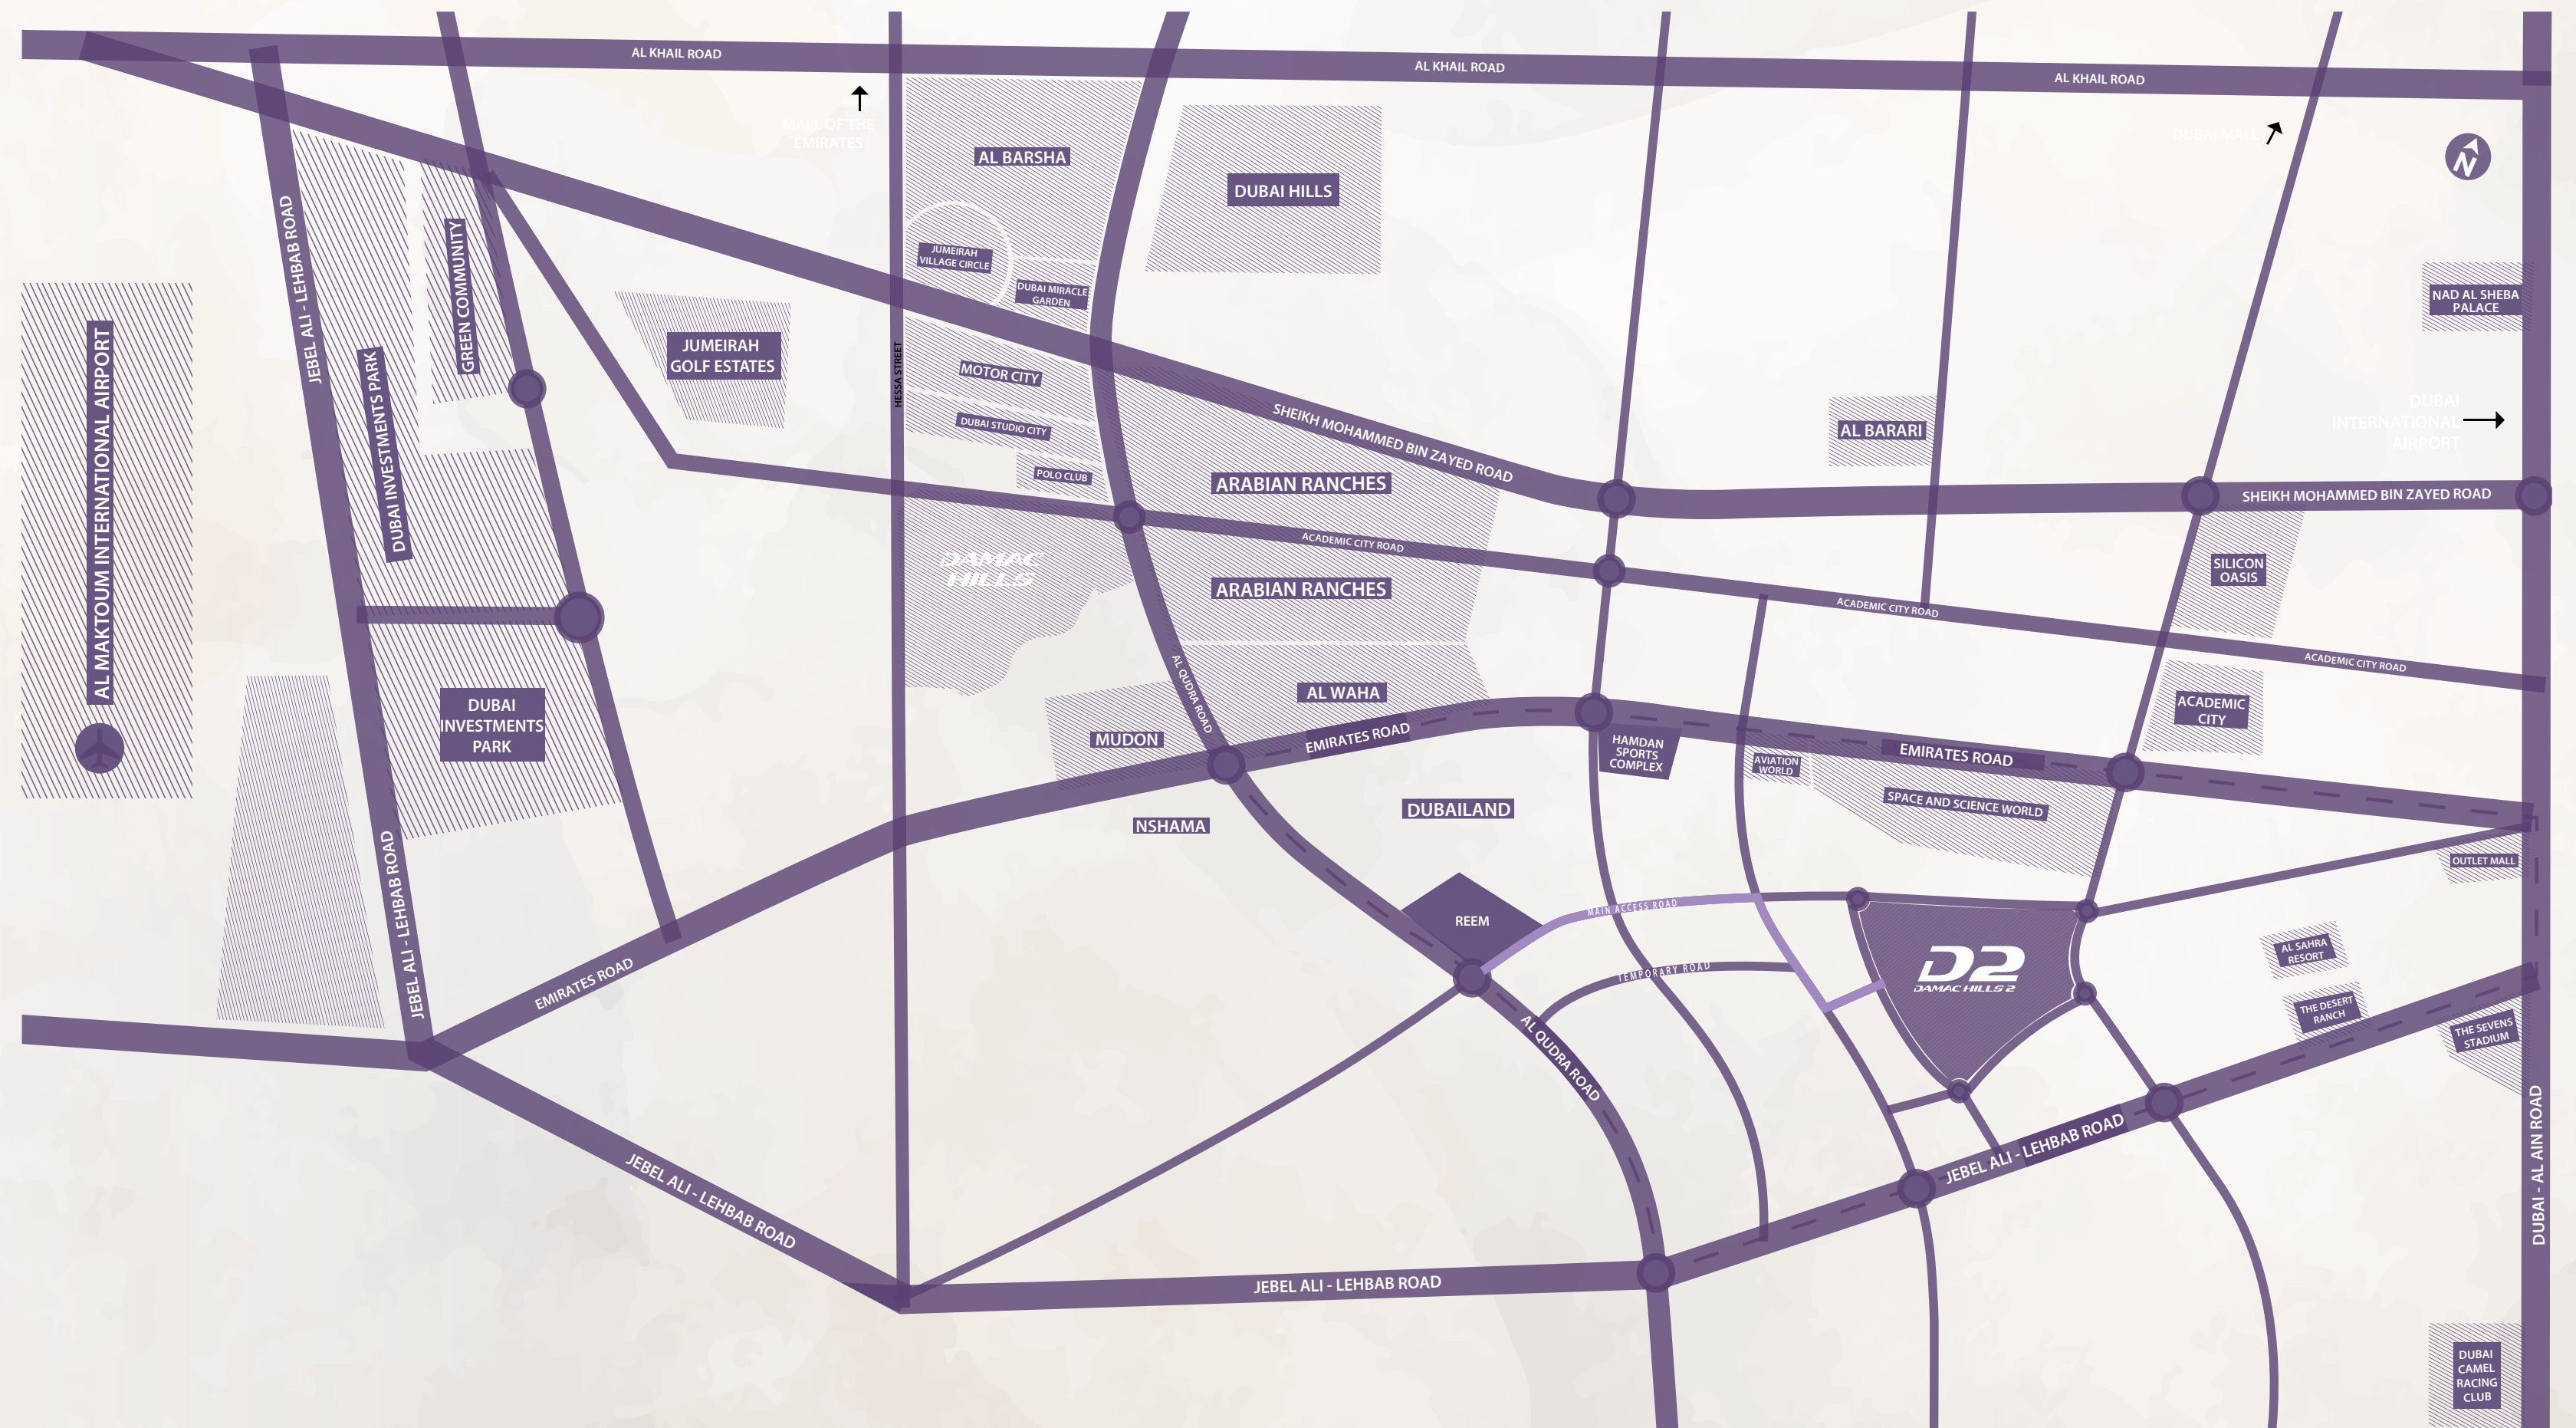 AL KHAIL ROAD
AL KHAIL ROAD
AL KHAIL ROAD
MALL OF THE
EMIRATES
DUBAI MALL
N
AL BARSHA
DUBAI HILLS
JEBEL ALI - LEHBAB ROAD
GREEN COMMUNITY
JUMEIRAH
VILLAGE CIRCLE
DUBAI MIRACLE
GARDEN
NAD AL SHEBA
PALACE
AL MAKTOUM INTERNATIONAL AIRPORT
DUBAI INVESTMENTS PARK
JUMEIRAH
GOLF ESTATES
HESSA STREET
MOTOR CITY
DUBAI STUDIO CITY
POLO CLUB
SHEIKH MOHAMMED BIN ZAYED ROAD
AL BARARI
DUBAI
INTERNATIONAL
AIRPORT
ARABIAN RANCHES
SHEIKH MOHAMMED BIN ZAYED ROAD
ACADEMIC CITY ROAD
DAMAC
HILLS
ARABIAN RANCHES
SILICON
OASIS
ACADEMIC CITY ROAD
ACADEMIC CITY ROAD
AL QUDRA ROAD
AL WAHA
DUBAI
INVESTMENTS
PARK
MUDON
EMIRATES ROAD
HAMDAN
SPORTS
COMPLEX
AVIATION
WORLD
EMIRATES ROAD
ACADEMIC
CITY
SPACE AND SCIENCE WORLD
NSHAMA
DUBAILAND
OUTLET MALL
JEBEL ALI - LEHBAB ROAD
REEM
MAIN ACCESS ROAD
TEMPORARY ROAD
D2
DAMAC HILLS 2
AL SAHRA
RESORT
THE DESERT
RANCH
THE SEVENS
STADIUM
EMIRATES ROAD
AL QUDRA ROAD
JEBEL ALI - LEHBAB ROAD
DUBAI - AL AIN ROAD
JEBEL ALI - LEHBAB ROAD
JEBEL ALI - LEHBAB ROAD
DUBAI
CAMEL
RACING
CLUB